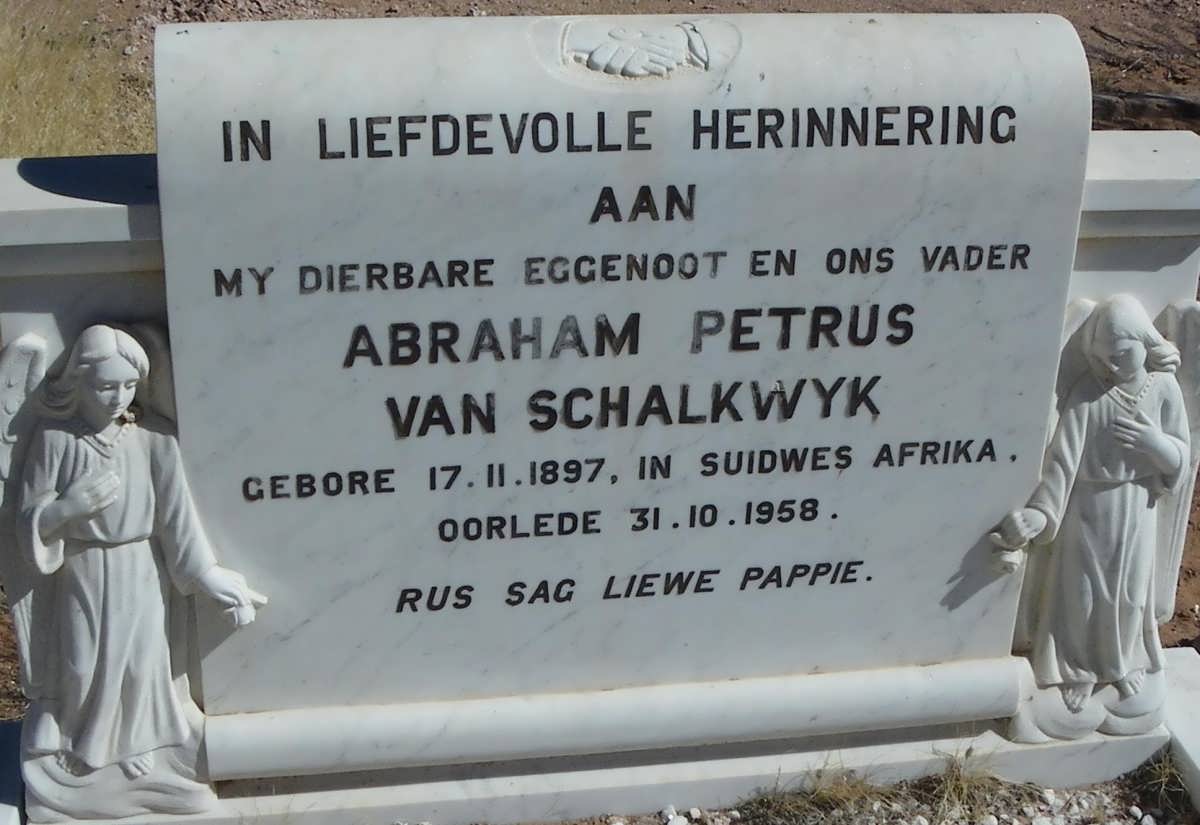 IN LIEFDEVOLLE HERINNERING
AAN
MY DIERBARE EGGENOOT EN ONS VADER
ABRAHAM PETRUS
VAN SCHALKWYK
GEBORE 17.11.1897, IN SUIDWES AFRIKA.
OORLEDE 31.10.1958.
RUS SAG LIEWE PAPPIE.